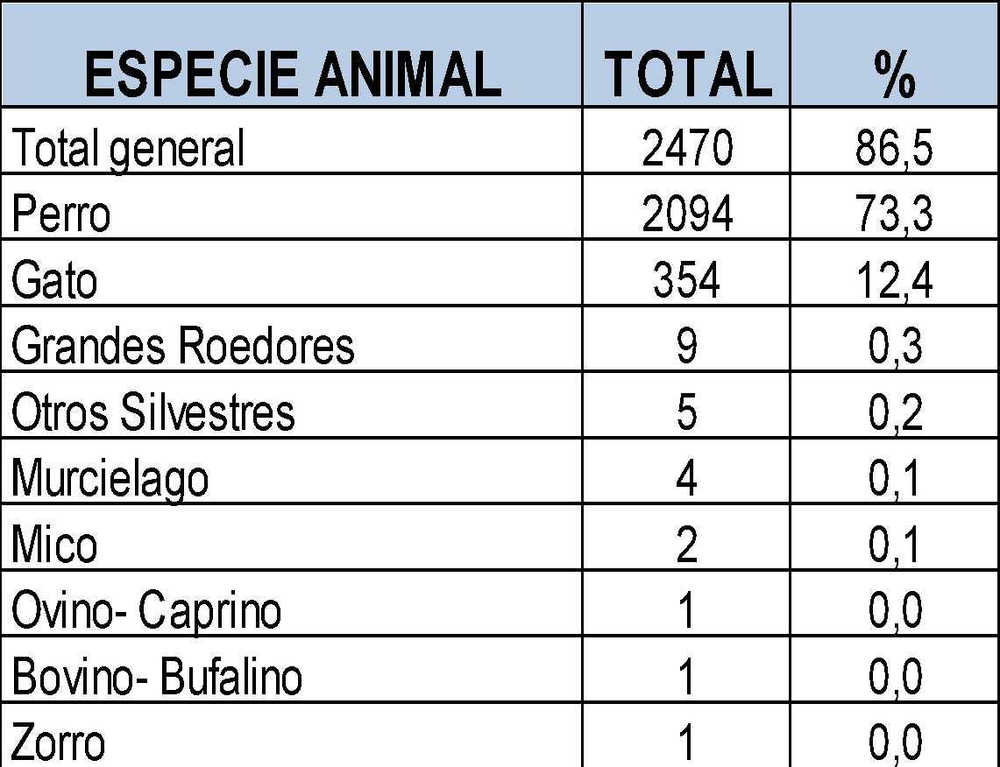 ESPECIE ANIMAL TOTAL %
Total general 2470 86,5
Perro 2094 73,3
Gato 354 12,4
Grandes Roedores 9 0,3
Otros Silvestres 5 0,2
Murcielago 4 0,1
Mico 2 0,1
Ovino- Caprino 1 0,0
Bovino- Bufalino 1 0,0
Zorro 1 0,0